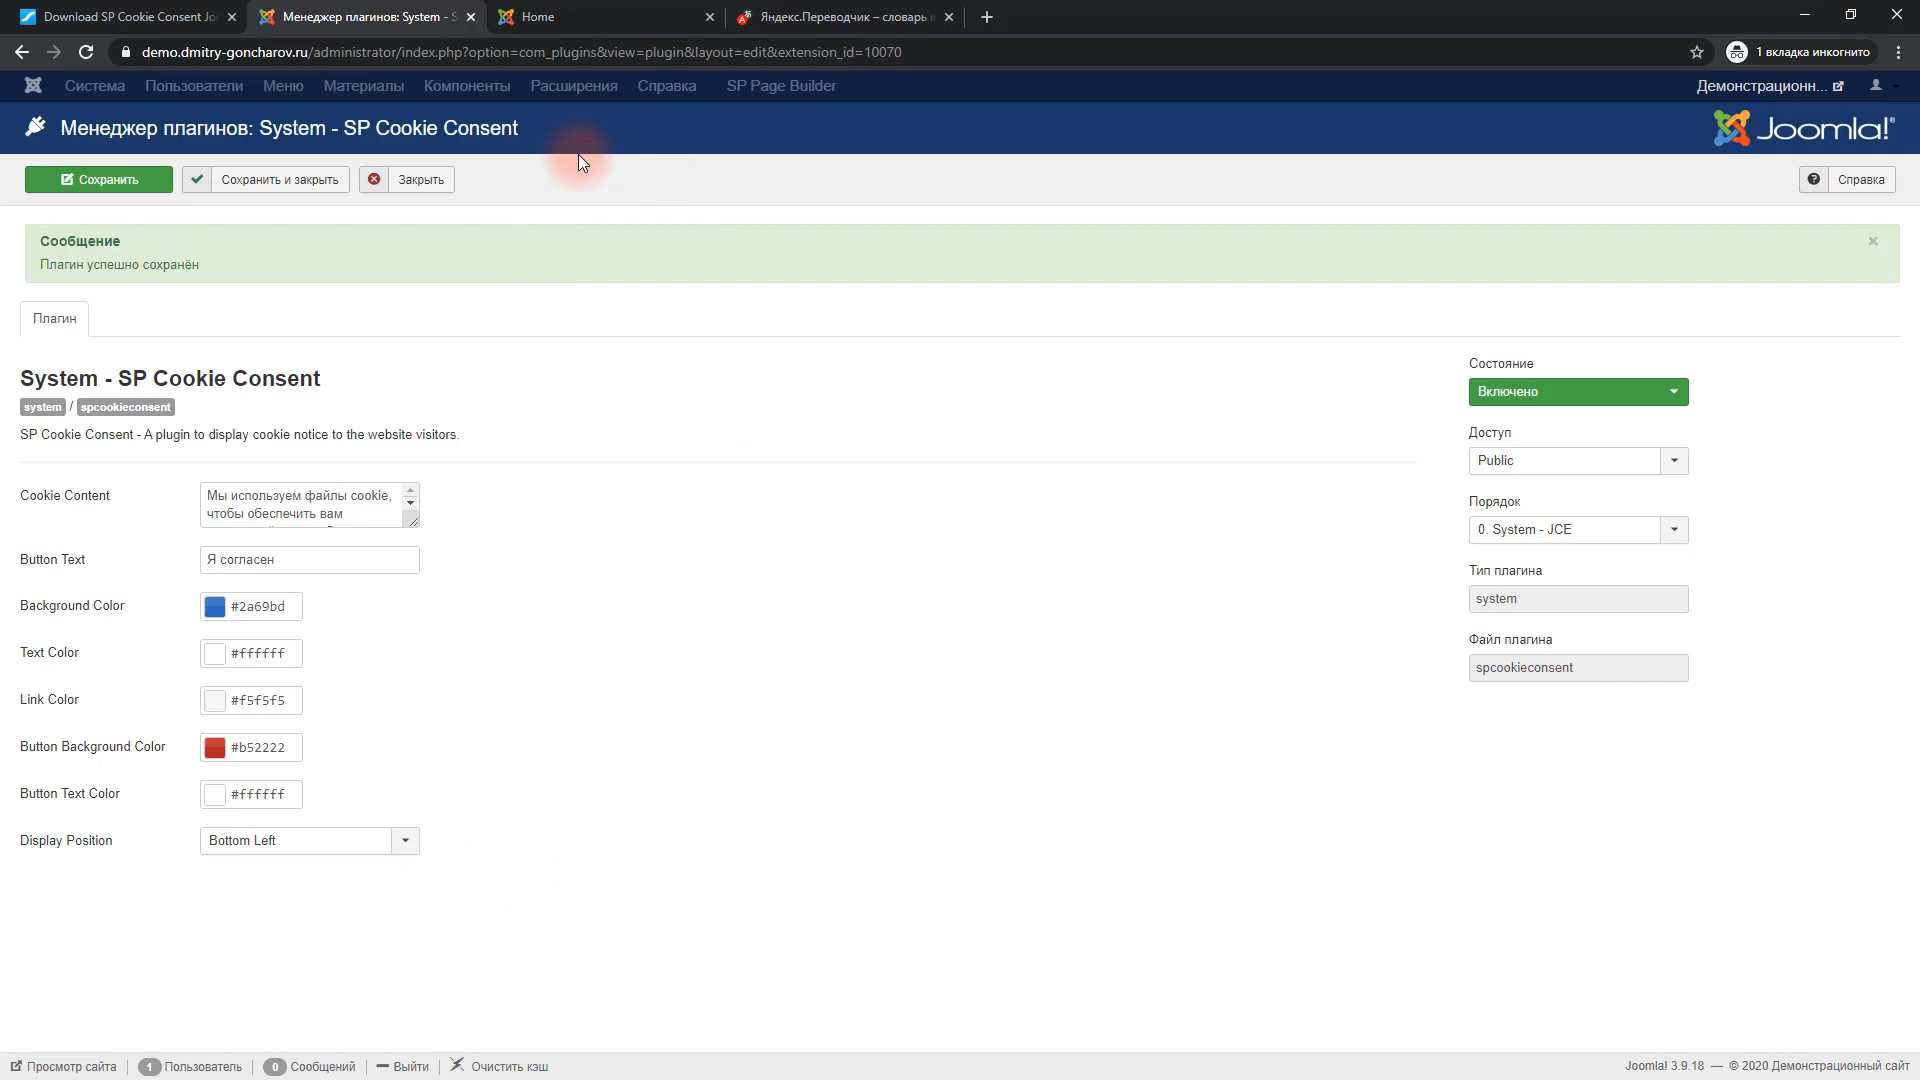 Download SP Cookie Consent Jo
Менеджер плагинов: System - S
Home
Яндекс.Переводчик – словарь и
demo.dmitry-goncharov.ru/administrator/index.php?option=com_plugins&view=plugin&layout=edit&extension_id=10070
1 вкладка инкогнито
Система Пользователи Меню Материалы Компоненты Расширения Справка SP Page Builder
Демонстрационн...
Менеджер плагинов: System - SP Cookie Consent
Joomla!®
Сохранить
Сохранить и закрыть
Закрыть
Справка
Сообщение
Плагин успешно сохранён
Плагин
System - SP Cookie Consent
system / spcookieconsent
SP Cookie Consent - A plugin to display cookie notice to the website visitors.
Cookie Content
Мы используем файлы cookie,
чтобы обеспечить вам
Button Text
Я согласен
Background Color
#2a69bd
Text Color
#ffffff
Link Color
#f5f5f5
Button Background Color
#b52222
Button Text Color
#ffffff
Display Position
Bottom Left
Состояние
Включено
Доступ
Public
Порядок
0. System - JCE
Тип плагина
system
Файл плагина
spcookieconsent
Просмотр сайта
1 Пользователь
0 Сообщений
Выйти
Очистить кэш
Joomla! 3.9.18 — © 2020 Демонстрационный сайт